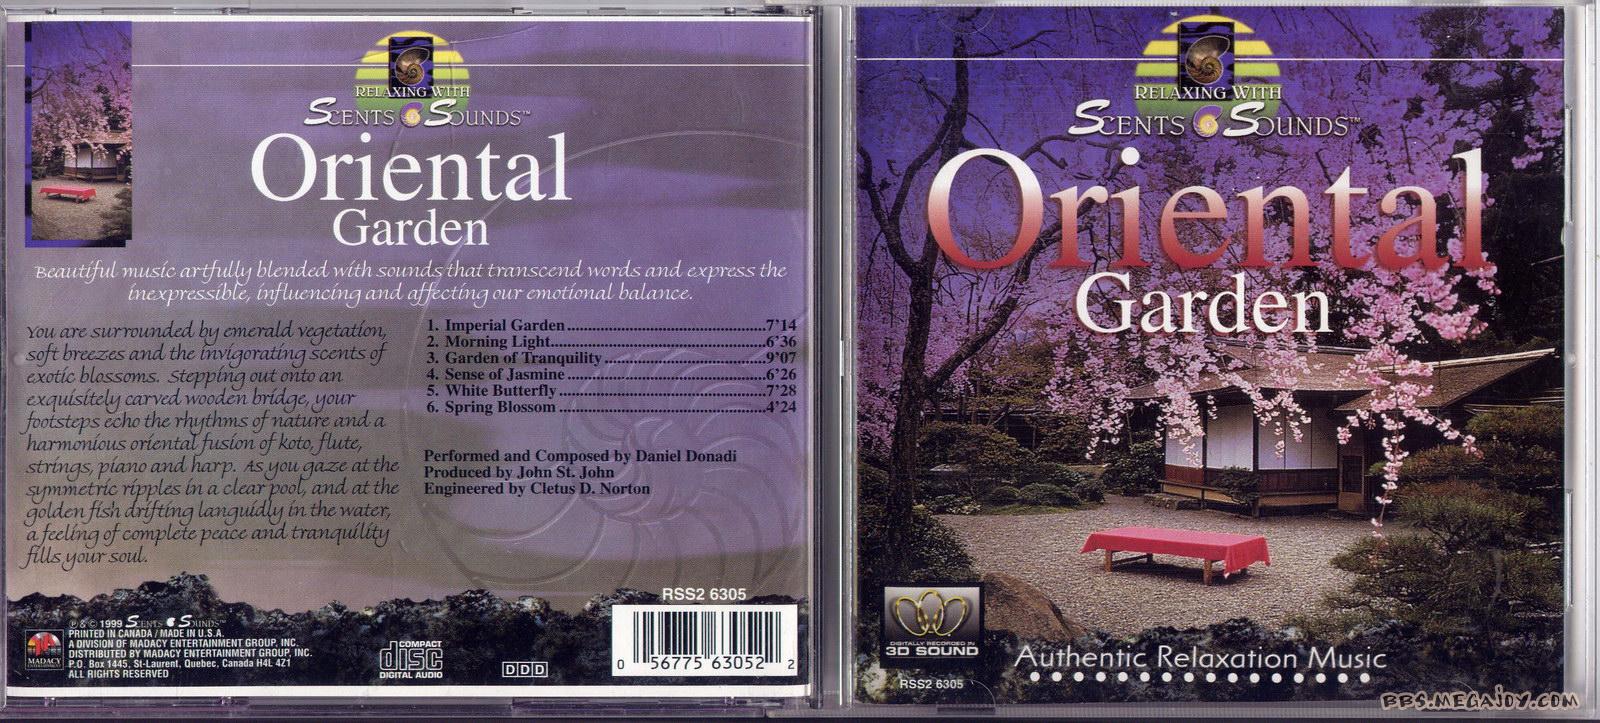 RELAXING WITH
SCENTS & SOUNDS™
Oriental
Garden
Beautiful music artfully blended with sounds that transcend words and express the
inexpressible, influencing and affecting our emotional balance.
You are surrounded by emerald vegetation,
soft breezes and the invigorating scents of
exotic blossoms. Stepping out onto an
exquisitely carved wooden bridge, your
footsteps echo the rhythms of nature and a
harmonious oriental fusion of koto, flute,
strings, piano and harp. As you gaze at the
symmetric ripples in a clear pool, and at the
golden fish drifting languidly in the water,
a feeling of complete peace and tranquility
fills your soul.
1. Imperial Garden 7'14
2. Morning Light 6'36
3. Garden of Tranquility 9'07
4. Sense of Jasmine 6'26
5. White Butterfly 7'28
6. Spring Blossom 4'24
Performed and Composed by Daniel Donadi
Produced by John St. John
Engineered by Cletus D. Norton
RSS2 6305
MADACY
ENTERTAINMENT
℗ & © 1999 SCENTS & SOUNDS™
PRINTED IN CANADA / MADE IN U.S.A.
A DIVISION OF MADACY ENTERTAINMENT GROUP, INC.
DISTRIBUTED BY MADACY ENTERTAINMENT GROUP, INC.
P.O. Box 1445, St-Laurent, Quebec, Canada H4L 4Z1
ALL RIGHTS RESERVED
COMPACT
disc
DIGITAL AUDIO
DDD
0 56775 63052 2
RELAXING WITH
SCENTS & SOUNDS™
Oriental
Garden
DIGITALLY RECORDED IN
3D SOUND
RSS2 6305
Authentic Relaxation Music
BBS.MEGAJOY.COM